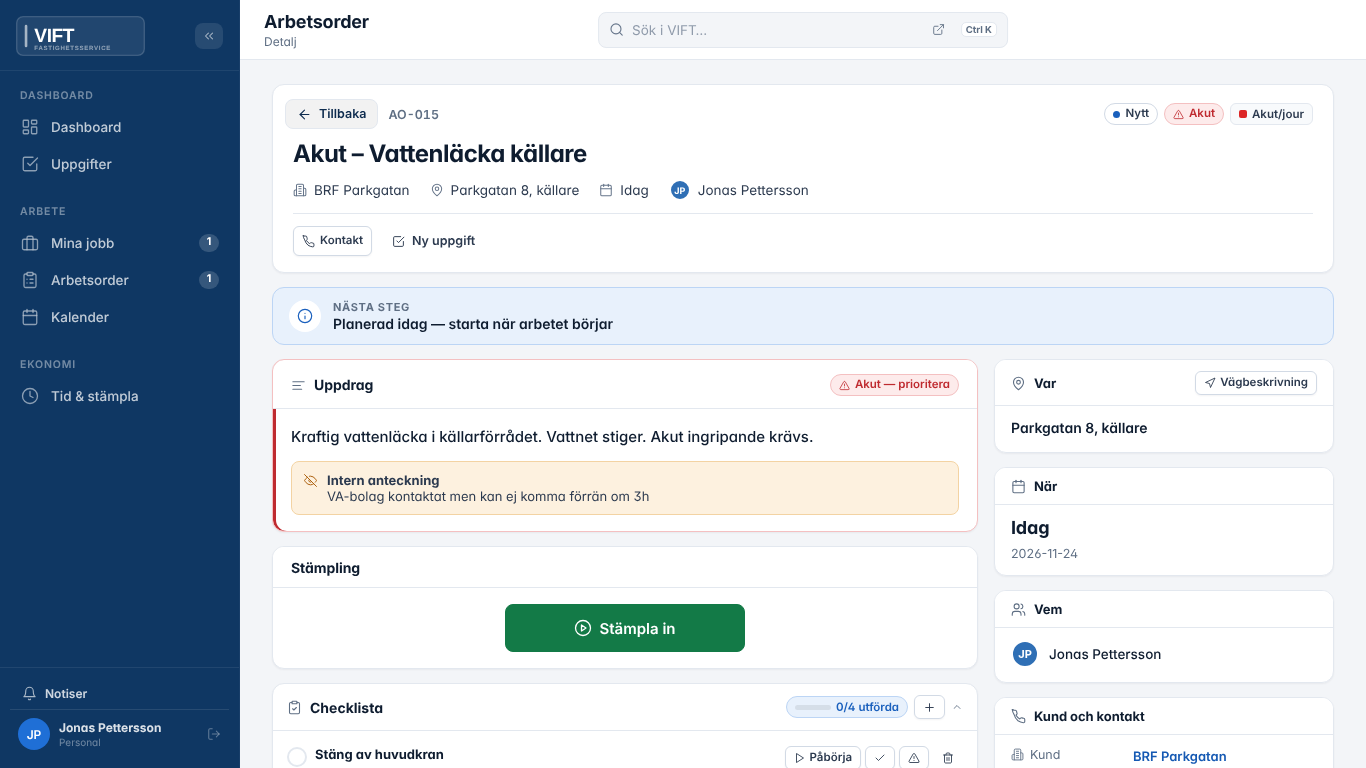 VIFT
FASTIGHETSSERVICE
DASHBOARD
Dashboard
Uppgifter
ARBETE
Mina jobb 1
Arbetsorder 1
Kalender
EKONOMI
Tid & stämpla
Notiser
JP Jonas Pettersson
Personal
Arbetsorder
Detalj
Sök i VIFT... Ctrl K
Tillbaka AO-015 Nytt Akut Akut/jour
Akut – Vattenläcka källare
BRF Parkgatan Parkgatan 8, källare Idag JP Jonas Pettersson
Kontakt Ny uppgift
NÄSTA STEG
Planerad idag — starta när arbetet börjar
Uppdrag Akut — prioritera
Kraftig vattenläcka i källarförrådet. Vattnet stiger. Akut ingripande krävs.
Intern anteckning
VA-bolag kontaktat men kan ej komma förrän om 3h
Stämpling
Stämpla in
Checklista 0/4 utförda
Stäng av huvudkran Påbörja
Var Vägbeskrivning
Parkgatan 8, källare
När
Idag
2026-11-24
Vem
JP Jonas Pettersson
Kund och kontakt
Kund BRF Parkgatan